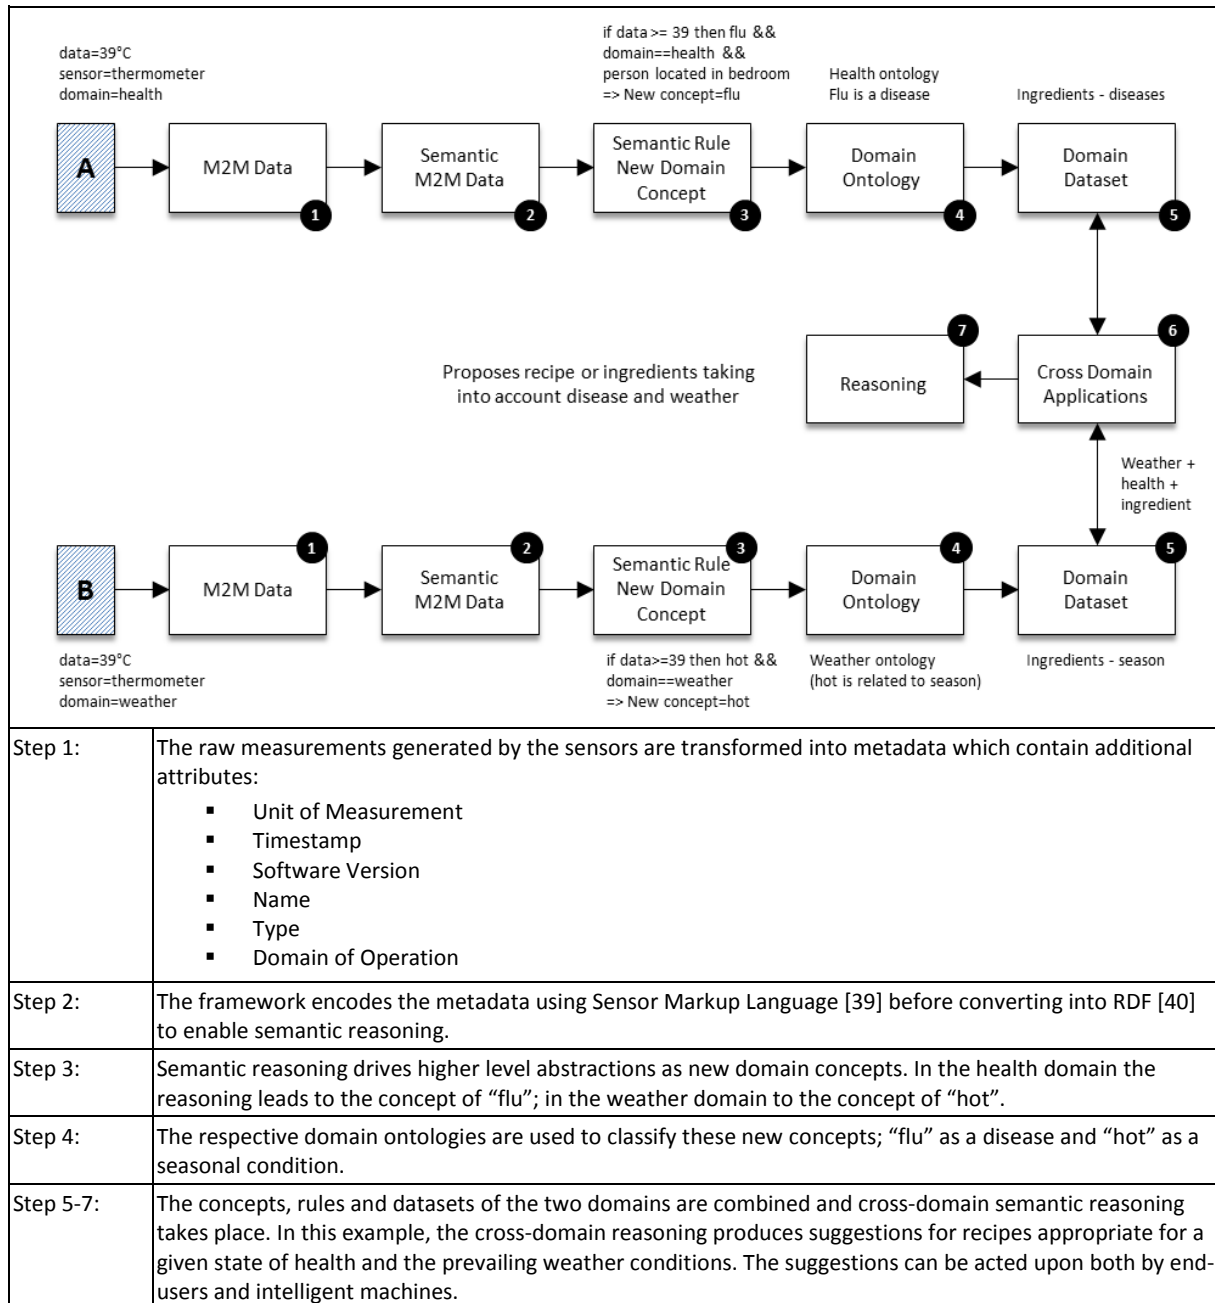 data=39°C
sensor=thermometer
domain=health
if data >= 39 then flu &&
domain==health &&
person located in bedroom
=> New concept=flu
Health ontology
Flu is a disease
Ingredients - diseases
A
M2M Data
1
Semantic
M2M Data
2
Semantic Rule
New Domain
Concept
3
Domain
Ontology
4
Domain
Dataset
5
Proposes recipe or ingredients taking
into account disease and weather
7
Reasoning
6
Cross Domain
Applications
Weather +
health +
ingredient
B
1
M2M Data
2
Semantic
M2M Data
3
Semantic Rule
New Domain
Concept
4
Domain
Ontology
5
Domain
Dataset
data=39°C
sensor=thermometer
domain=weather
if data>=39 then hot &&
domain==weather
=> New concept=hot
Weather ontology
(hot is related to season)
Ingredients - season
Step 1: The raw measurements generated by the sensors are transformed into metadata which contain additional
attributes:
▪ Unit of Measurement
▪ Timestamp
▪ Software Version
▪ Name
▪ Type
▪ Domain of Operation
Step 2: The framework encodes the metadata using Sensor Markup Language [39] before converting into RDF [40]
to enable semantic reasoning.
Step 3: Semantic reasoning drives higher level abstractions as new domain concepts. In the health domain the
reasoning leads to the concept of “flu”; in the weather domain to the concept of “hot”.
Step 4: The respective domain ontologies are used to classify these new concepts; “flu” as a disease and “hot” as a
seasonal condition.
Step 5-7: The concepts, rules and datasets of the two domains are combined and cross-domain semantic reasoning
takes place. In this example, the cross-domain reasoning produces suggestions for recipes appropriate for a
given state of health and the prevailing weather conditions. The suggestions can be acted upon both by end-
users and intelligent machines.